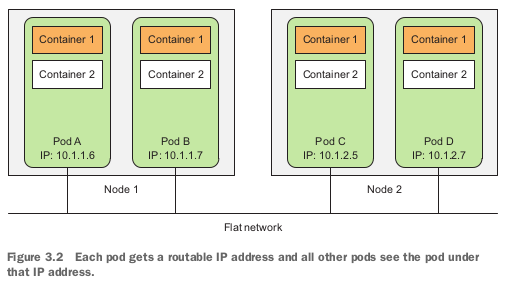 Container 1
Container 2
Pod A
IP: 10.1.1.6
Container 1
Container 2
Pod B
IP: 10.1.1.7
Node 1
Container 1
Container 2
Pod C
IP: 10.1.2.5
Container 1
Container 2
Pod D
IP: 10.1.2.7
Node 2
Flat network
Figure 3.2 Each pod gets a routable IP address and all other pods see the pod under
that IP address.